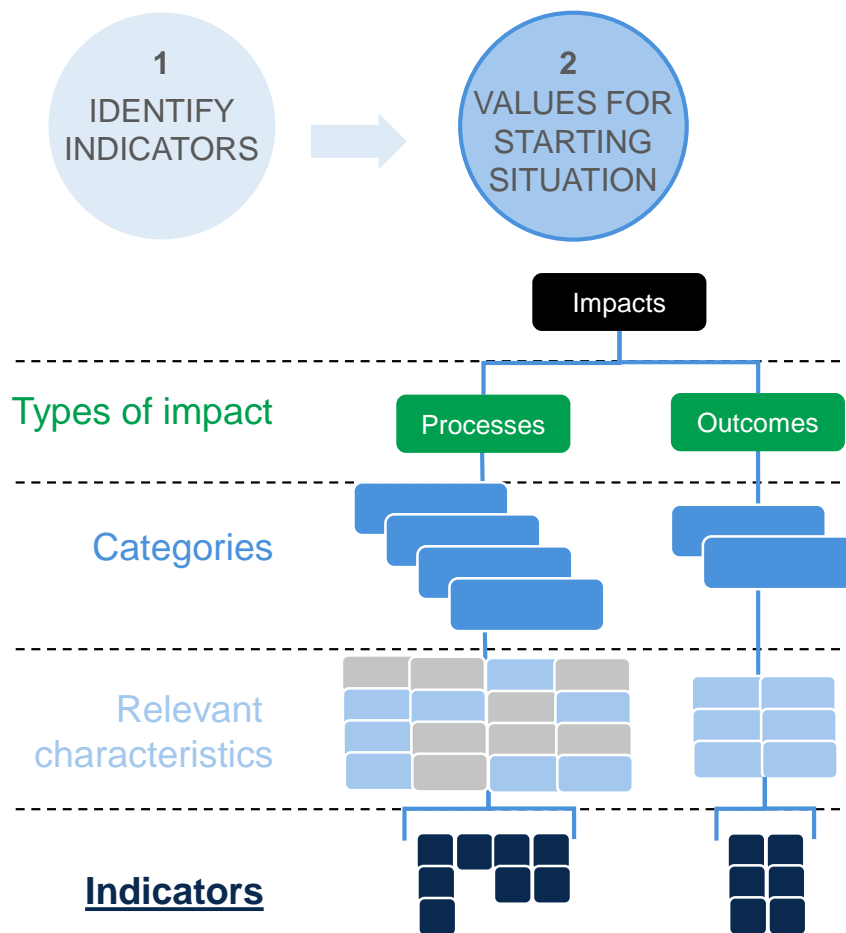 1
IDENTIFY
INDICATORS
2
VALUES FOR
STARTING
SITUATION
Impacts
Types of impact
Processes
Outcomes
Categories
Relevant
characteristics
Indicators